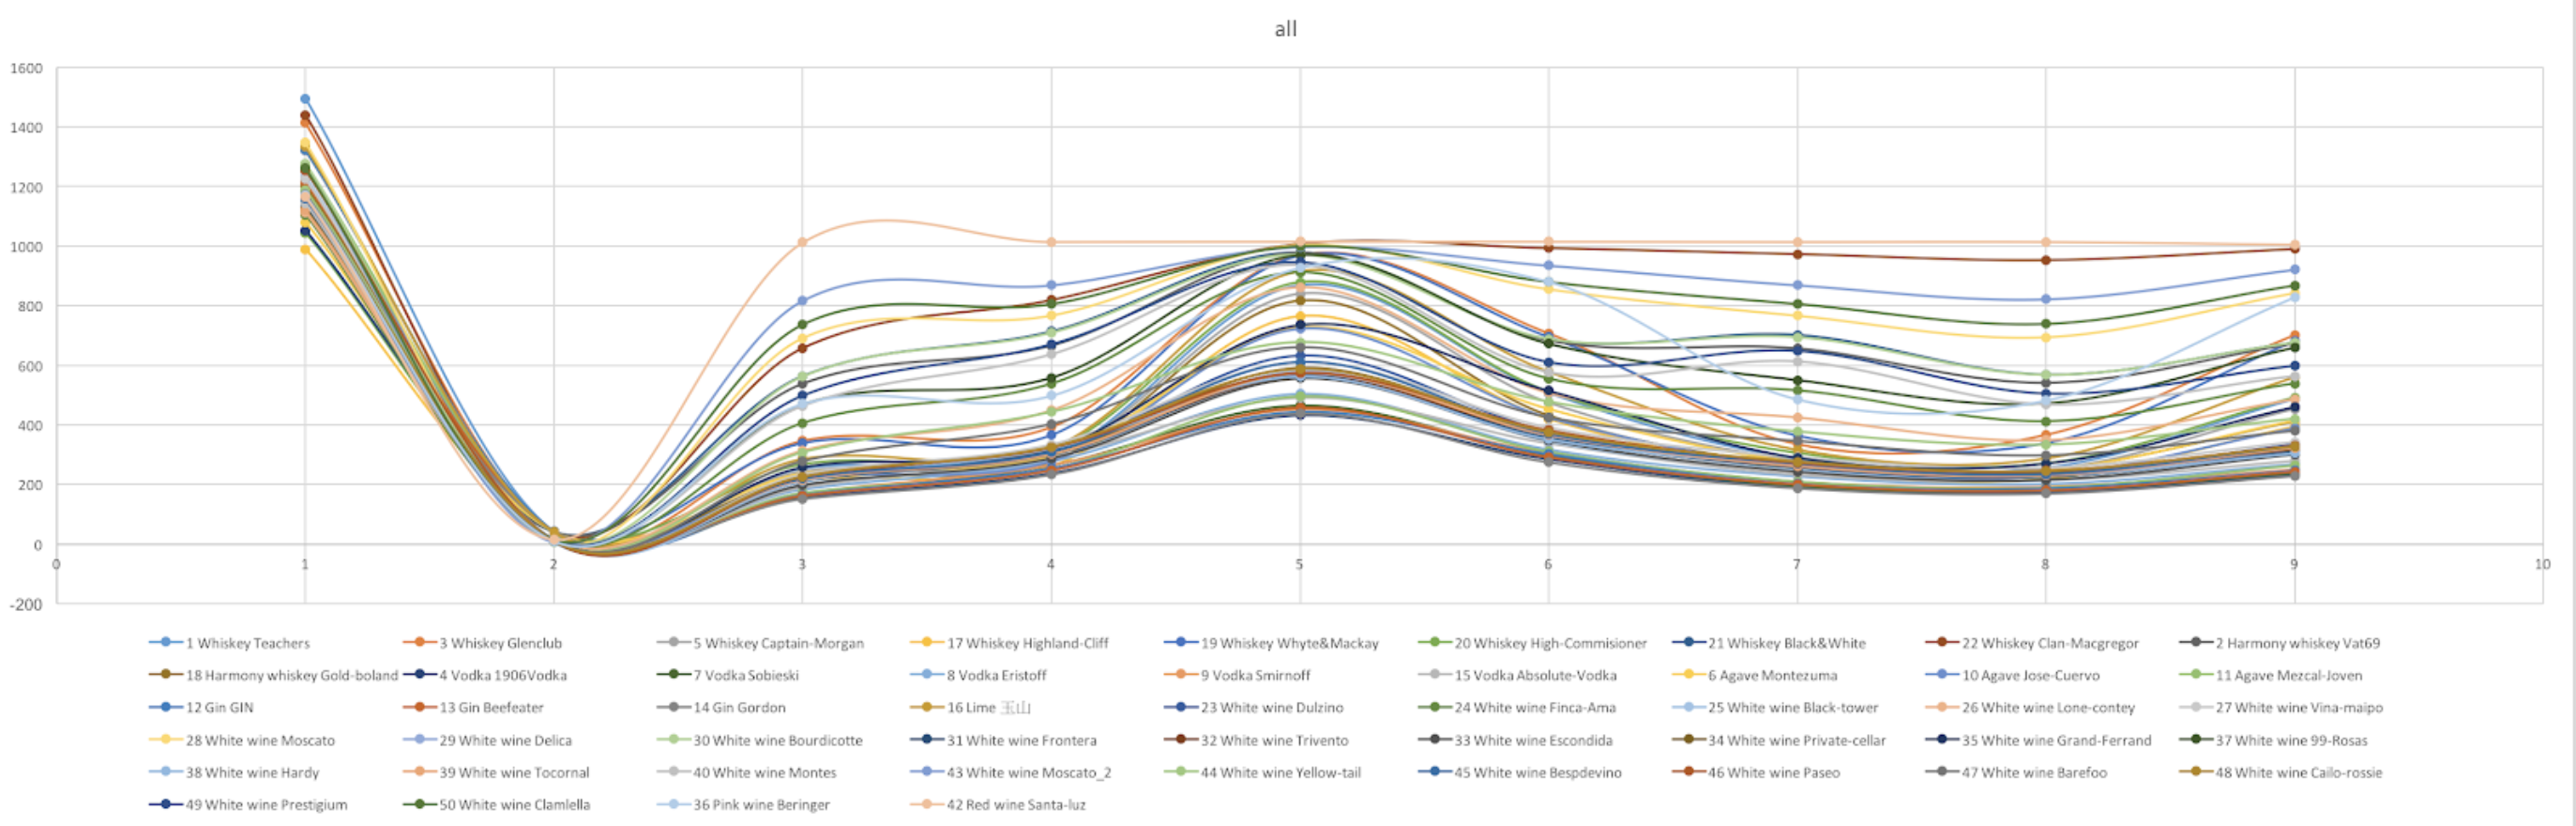 all
1600
1400
1200
1000
800
600
400
200
0
-200
0 1 2 3 4 5 6 7 8 9 10
1 Whiskey Teachers 3 Whiskey Glenclub 5 Whiskey Captain-Morgan 17 Whiskey Highland-Cliff 19 Whiskey Whyte&Mackay 20 Whiskey High-Commisioner 21 Whiskey Black&White 22 Whiskey Clan-Macgregor 2 Harmony whiskey Vat69
18 Harmony whiskey Gold-boland 4 Vodka 1906Vodka 7 Vodka Sobieski 8 Vodka Eristoff 9 Vodka Smirnoff 15 Vodka Absolute-Vodka 6 Agave Montezuma 10 Agave Jose-Cuervo 11 Agave Mezcal-Joven
12 Gin GIN 13 Gin Beefeater 14 Gin Gordon 16 Lime 玉山 23 White wine Dulzino 24 White wine Finca-Ama 25 White wine Black-tower 26 White wine Lone-contey 27 White wine Vina-maipo
28 White wine Moscato 29 White wine Delica 30 White wine Bourdicotte 31 White wine Frontera 32 White wine Trivento 33 White wine Escondida 34 White wine Private-cellar 35 White wine Grand-Ferrand 37 White wine 99-Rosas
38 White wine Hardy 39 White wine Tocornal 40 White wine Montes 43 White wine Moscato_2 44 White wine Yellow-tail 45 White wine Bespdevino 46 White wine Paseo 47 White wine Barefoo 48 White wine Cailo-rossie
49 White wine Prestigium 50 White wine Clamlella 36 Pink wine Beringer 42 Red wine Santa-luz